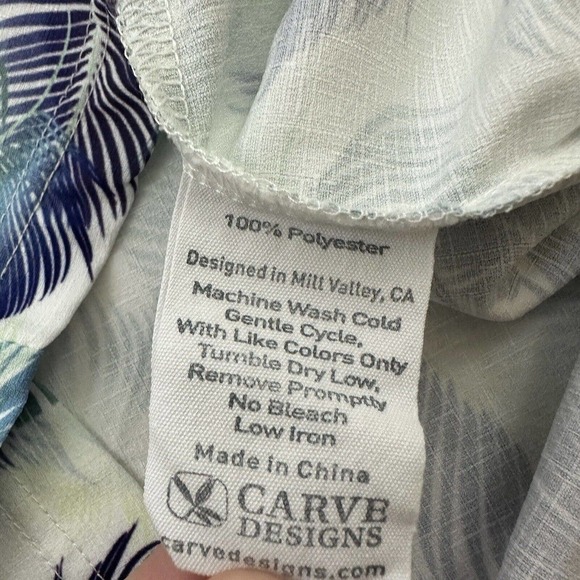 100% Polyester
Designed in Mill Valley, CA
Machine Wash Cold
Gentle Cycle,
With Like Colors Only
Tumble Dry Low,
Remove Promptly
No Bleach
Low Iron
Made in China
CARVE
DESIGNS
carvedesigns.com